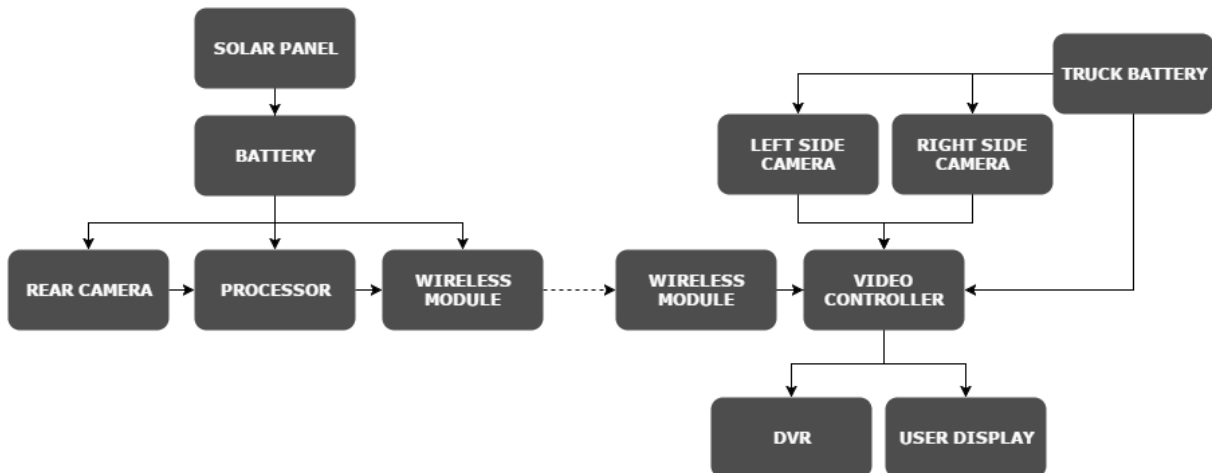 SOLAR PANEL
TRUCK BATTERY
BATTERY
LEFT SIDE
CAMERA
RIGHT SIDE
CAMERA
REAR CAMERA
PROCESSOR
WIRELESS
MODULE
WIRELESS
MODULE
VIDEO
CONTROLLER
DVR
USER DISPLAY